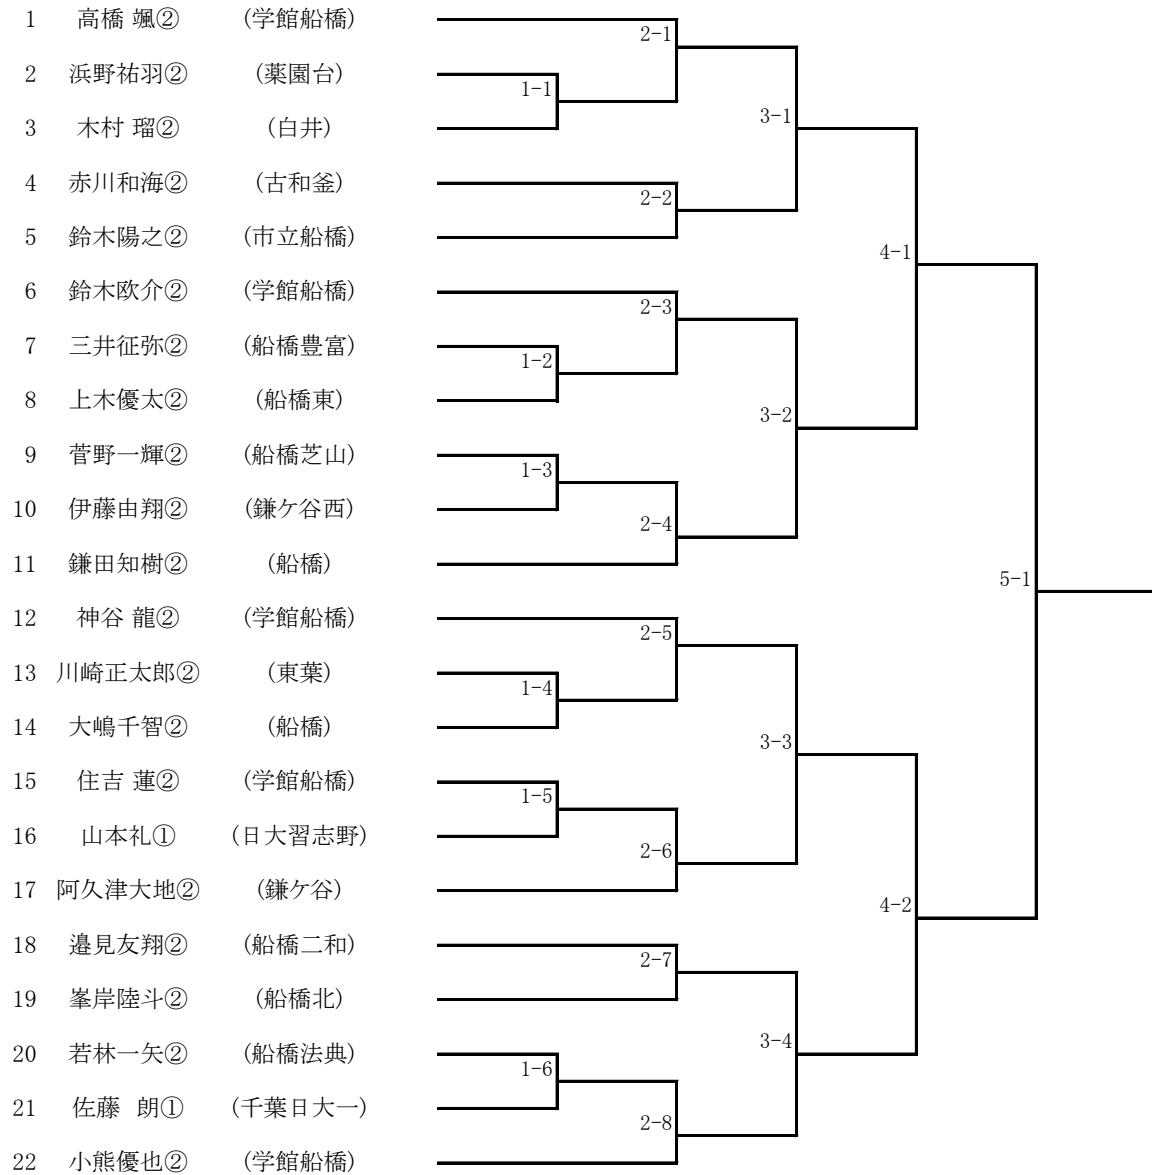 1 高橋 颯② (学館船橋)
2-1
2 浜野祐羽② (薬園台)
1-1
3 木村 瑠② (白井)
3-1
4 赤川和海② (古和釜)
2-2
5 鈴木陽之② (市立船橋)
4-1
6 鈴木欧介② (学館船橋)
2-3
7 三井征弥② (船橋豊富)
1-2
8 上木優太② (船橋東)
3-2
9 菅野一輝② (船橋芝山)
1-3
10 伊藤由翔② (鎌ケ谷西)
2-4
11 鎌田知樹② (船橋)
5-1
12 神谷 龍② (学館船橋)
2-5
13 川崎正太郎② (東葉)
1-4
14 大嶋千智② (船橋)
3-3
15 住吉 蓮② (学館船橋)
1-5
16 山本礼① (日大習志野)
2-6
17 阿久津大地② (鎌ケ谷)
4-2
18 邉見友翔② (船橋二和)
2-7
19 峯岸陸斗② (船橋北)
3-4
20 若林一矢② (船橋法典)
1-6
21 佐藤 朗① (千葉日大一)
2-8
22 小熊優也② (学館船橋)